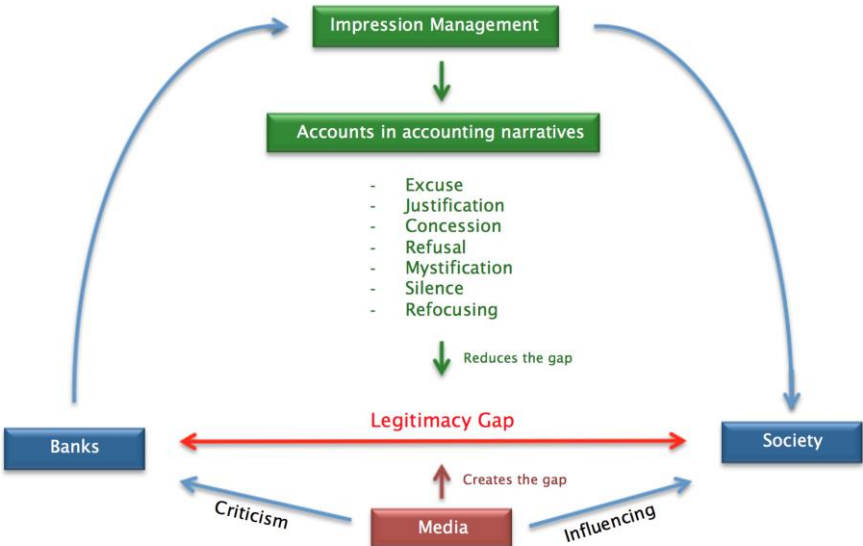 Impression Management
Accounts in accounting narratives
- Excuse
- Justification
- Concession
- Refusal
- Mystification
- Silence
- Refocusing
Reduces the gap
Legitimacy Gap
Banks
Society
Creates the gap
Criticism
Media
Influencing